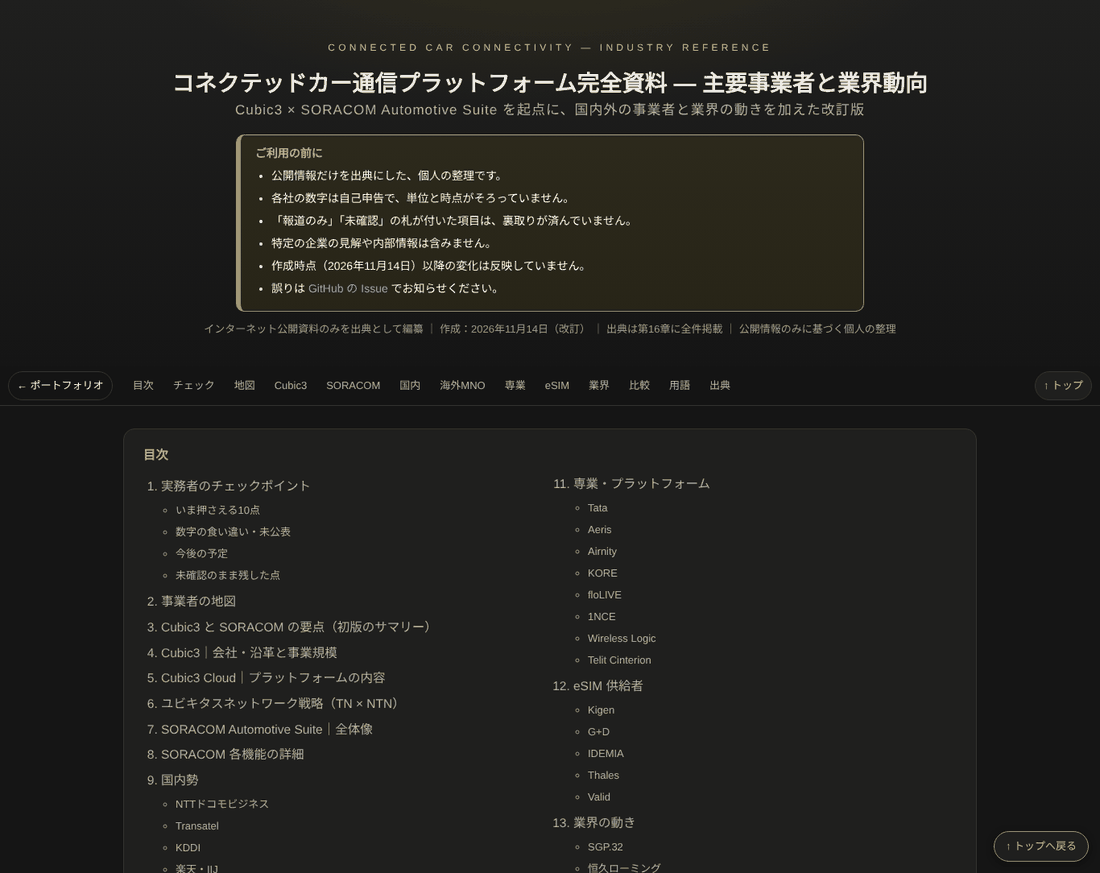 CONNECTED CAR CONNECTIVITY — INDUSTRY REFERENCE
コネクテッドカー通信プラットフォーム完全資料 — 主要事業者と業界動向
Cubic3 × SORACOM Automotive Suite を起点に、国内外の事業者と業界の動きを加えた改訂版
ご利用の前に
• 公開情報だけを出典にした、個人の整理です。
• 各社の数字は自己申告で、単位と時点がそろっていません。
• 「報道のみ」「未確認」の札が付いた項目は、裏取りが済んでいません。
• 特定の企業の見解や内部情報は含みません。
• 作成時点（2026年11月14日）以降の変化は反映していません。
• 誤りは GitHub の Issue でお知らせください。
インターネット公開資料のみを出典として編纂 ｜ 作成：2026年11月14日（改訂） ｜ 出典は第16章に全件掲載 ｜ 公開情報のみに基づく個人の整理
← ポートフォリオ 目次 チェック 地図 Cubic3 SORACOM 国内 海外MNO 専業 eSIM 業界 比較 用語 出典 ↑ トップ
目次
1. 実務者のチェックポイント
いま押さえる10点
数字の食い違い・未公表
今後の予定
未確認のまま残した点
2. 事業者の地図
3. Cubic3 と SORACOM の要点（初版のサマリー）
4. Cubic3｜会社・沿革と事業規模
5. Cubic3 Cloud｜プラットフォームの内容
6. ユビキタスネットワーク戦略（TN × NTN）
7. SORACOM Automotive Suite｜全体像
8. SORACOM 各機能の詳細
9. 国内勢
NTTドコモビジネス
Transatel
KDDI
楽天・IIJ
11. 専業・プラットフォーム
Tata
Aeris
Airnity
KORE
floLIVE
1NCE
Wireless Logic
Telit Cinterion
12. eSIM 供給者
Kigen
G+D
IDEMIA
Thales
Valid
13. 業界の動き
SGP.32
恒久ローミング
↑ トップへ戻る